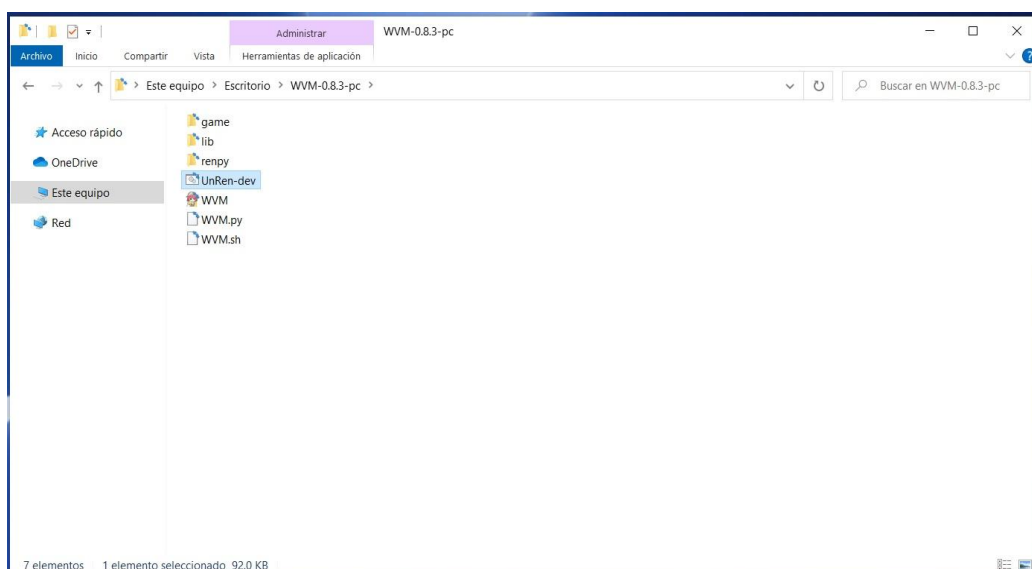 Administrar WVM-0.8.3-pc
Archivo Inicio Compartir Vista Herramientas de aplicación
Este equipo > Escritorio > WVM-0.8.3-pc > Buscar en WVM-0.8.3-pc
Acceso rápido
OneDrive
Este equipo
Red
game
lib
renpy
UnRen-dev
WVM
WVM.py
WVM.sh
7 elementos 1 elemento seleccionado 92,0 KB